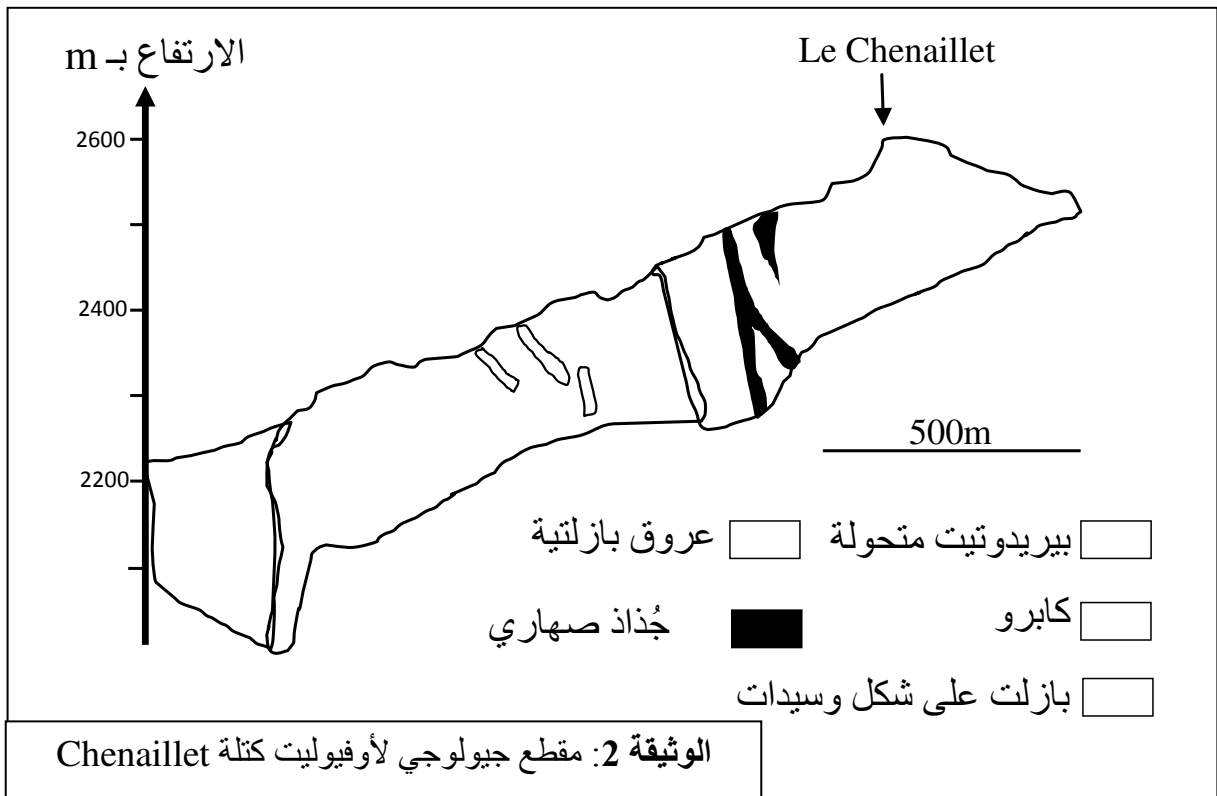 الارتفاع بـ m
Le Chenaillet
2600
2400
2200
500m
بيريدوتيت متحولة
عروق بازلتية
كابرو
جُذاذ صهاري
بازلت على شكل وسيدات
الوثيقة 2: مقطع جيولوجي لأوفيوليت كتلة Chenaillet